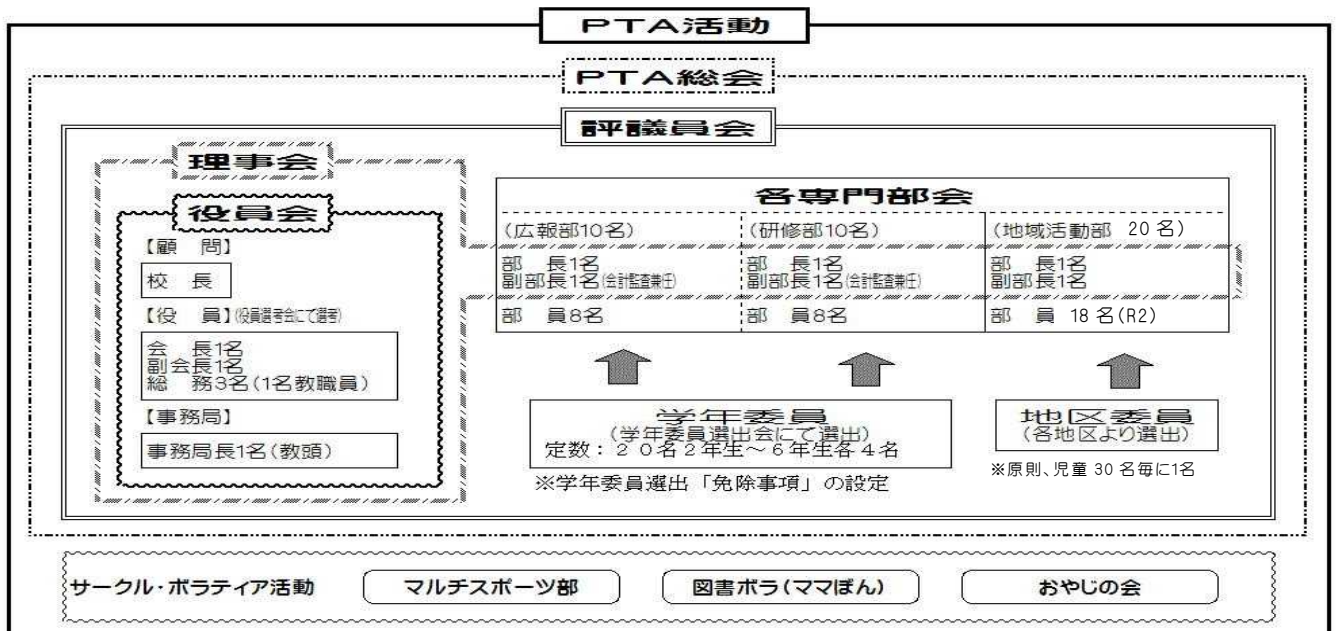 PTA活動
PTA総会
評議員会
理事会
役員会
【顧 問】
校 長
【役 員】(役員選考会にて選考)
会 長1名
副会長1名
総 務3名(1名教職員)
【事務局】
事務局長1名(教頭)
各専門部会
(広報部10名)
部 長1名
副部長1名(会計監査兼任)
部 員8名
(研修部10名)
部 長1名
副部長1名(会計監査兼任)
部 員8名
(地域活動部 20名)
部 長1名
副部長1名
部 員 18名(R2)
学年委員
(学年委員選出会にて選出)
定数：20名2年生～6年生各4名
※学年委員選出「免除事項」の設定
地区委員
(各地区より選出)
※原則、児童30名毎に1名
サークル・ボラティア活動
マルチスポーツ部
図書ボラ(ママぽん)
おやじの会